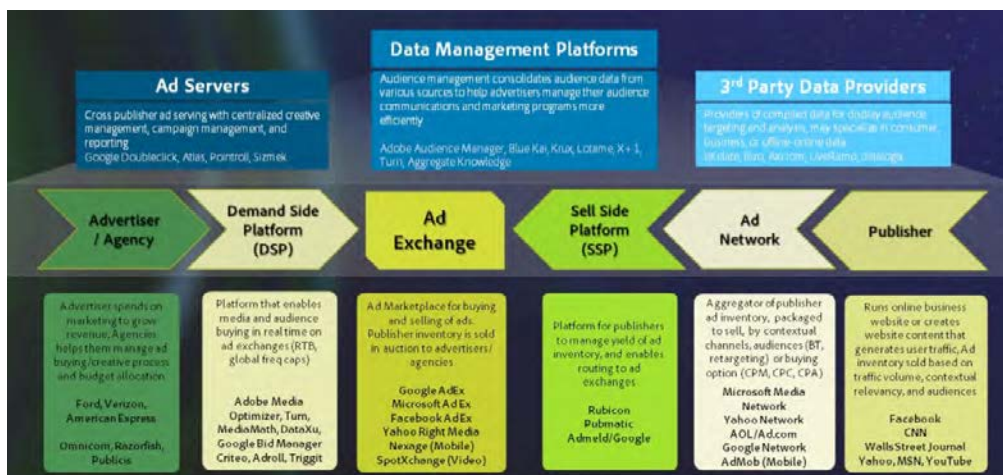 Data Management Platforms
Audience management consolidates audience data from
various sources to help advertisers manage their audience
communications and marketing programs more
efficiently
Adobe Audience Manager, Blue Kai, Krux, Lotame, X+1,
Turn, Aggregate Knowledge
Ad Servers
Cross publisher ad serving with centralized creative
management, campaign management, and
reporting
Google Doubleclick, Atlas, Pointroll, Sizmek
3rd Party Data Providers
Providers of compiled data for display audience
targeting and analysis, may specialize in consumer,
business, or offline-online data
Advertiser
/ Agency
Demand Side
Platform
(DSP)
Ad
Exchange
Sell Side
Platform
(SSP)
Ad
Network
Publisher
Advertiser spends on
marketing to grow
revenue, Agencies
helps them manage ad
buying/creative process
and budget allocation
Ford, Verizon,
American Express
Omnicom, Razorfish,
Publicis
Platform that enables
media and audience
buying in real time on
ad exchanges (RTB,
global freq caps)
Adobe Media
Optimizer, Turn,
MediaMath, DataXu,
Google Bid Manager
Criteo, Adroll, Triggit
Ad Marketplace for buying
and selling of ads.
Publisher inventory is sold
in auction to advertisers/
agencies
Google AdEx
Microsoft Ad Ex
Facebook AdEx
Yahoo Right Media
Nexage (Mobile)
SpotXchange (Video)
Platform for publishers
to manage yield of ad
inventory, and enables
routing to ad
exchanges
Rubicon
Pubmatic
Admeld/Google
Aggregator of publisher
ad inventory, packaged
to sell, by contextual
channels, audiences (BT,
retargeting) or buying
option (CPM, CPC, CPA)
Microsoft Media
Network
Yahoo Network
AOL/Ad.com
Google Network
AdMob (Mobile)
Runs online business
website or creates
website content that
generates user traffic, Ad
inventory sold based on
traffic volume, contextual
relevancy, and audiences
Facebook
CNN
Walls Street Journal
Yahoo, MSN, YouTube